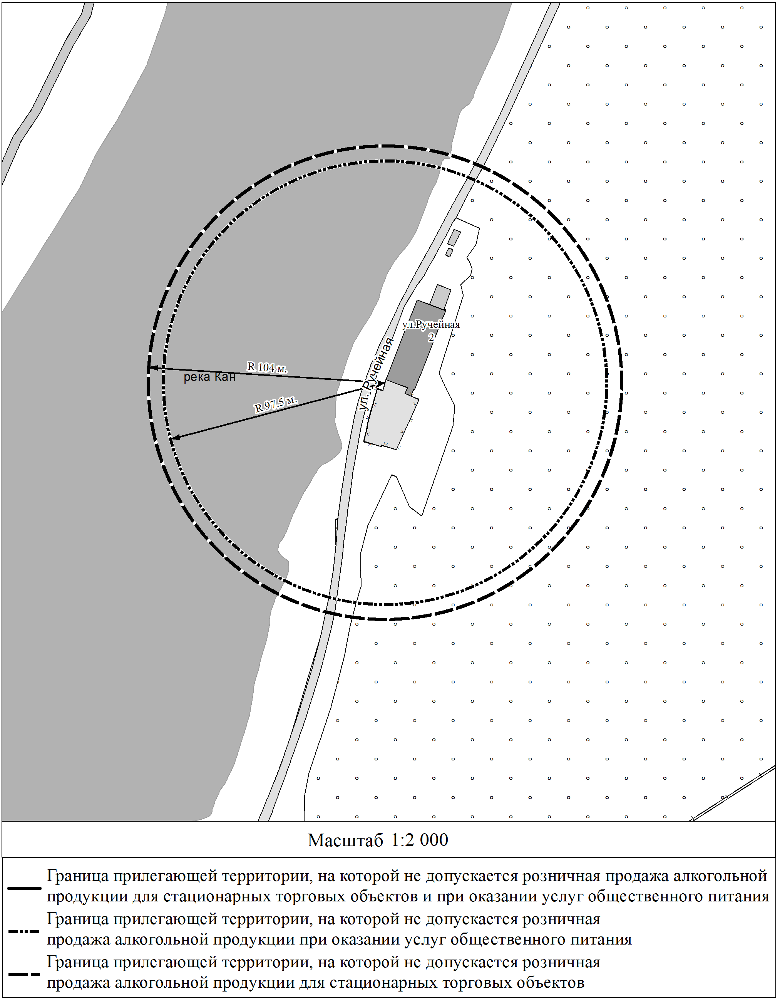 ул.Ручейная
2
ул. Ручейная
R 104 м.
река Кан
R 97.5 м.
Масштаб 1:2 000
Граница прилегающей территории, на которой не допускается розничная продажа алкогольной
продукции для стационарных торговых объектов и при оказании услуг общественного питания
Граница прилегающей территории, на которой не допускается розничная
продажа алкогольной продукции при оказании услуг общественного питания
Граница прилегающей территории, на которой не допускается розничная
продажа алкогольной продукции для стационарных торговых объектов